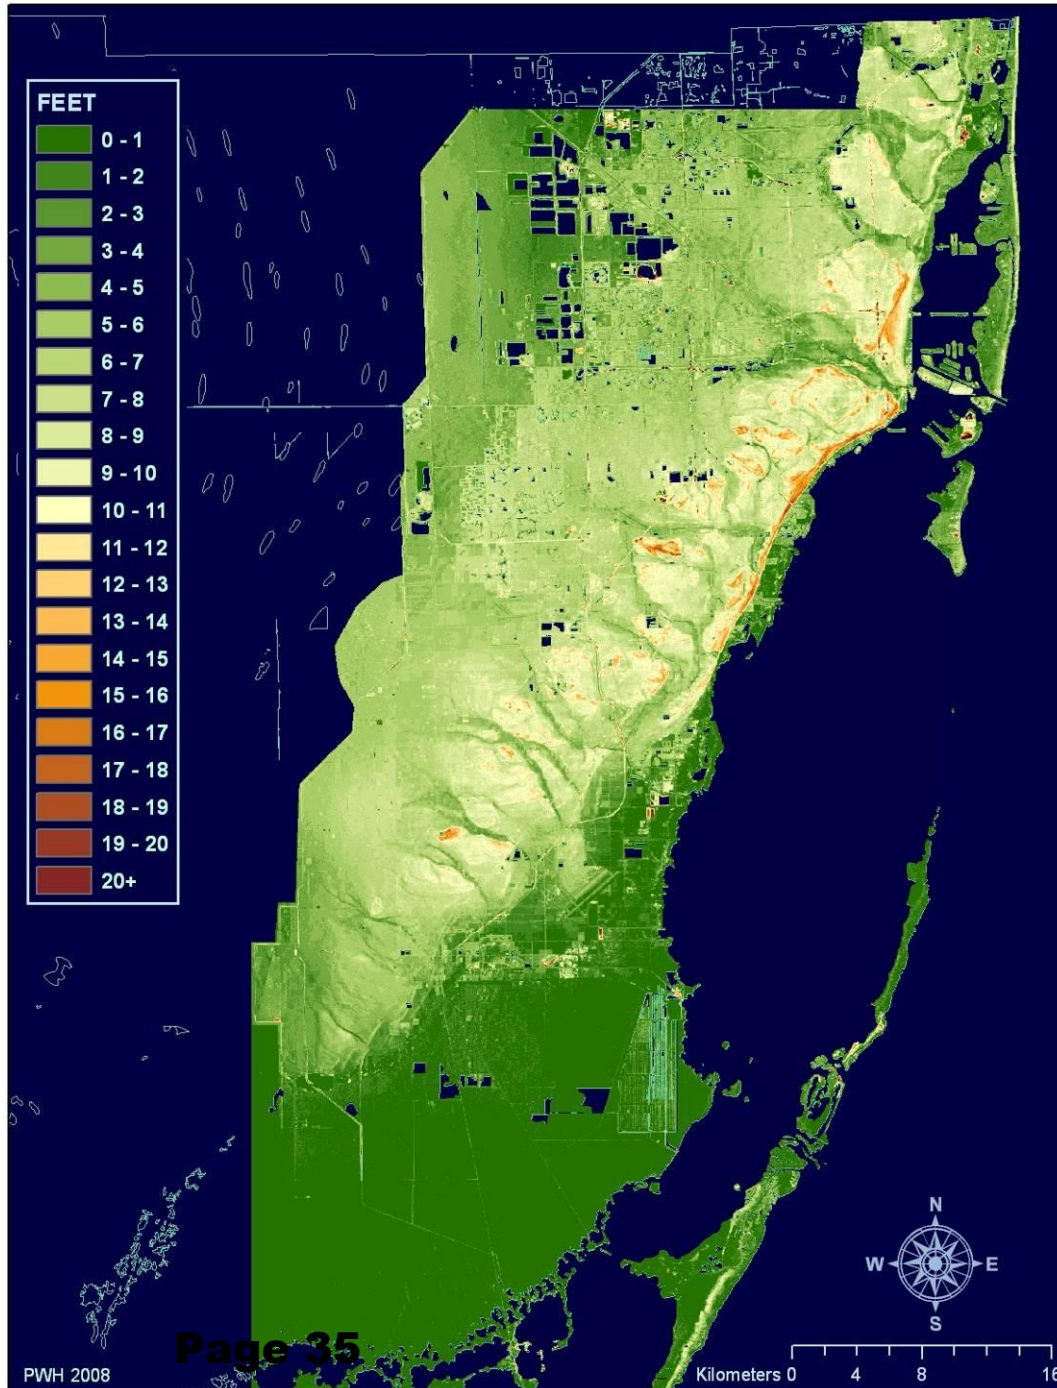 FEET
0 - 1
1 - 2
2 - 3
3 - 4
4 - 5
5 - 6
6 - 7
7 - 8
8 - 9
9 - 10
10 - 11
11 - 12
12 - 13
13 - 14
14 - 15
15 - 16
16 - 17
17 - 18
18 - 19
19 - 20
20+
N
W E
S
Page 35
PWH 2008
Kilometers 0 4 8 16